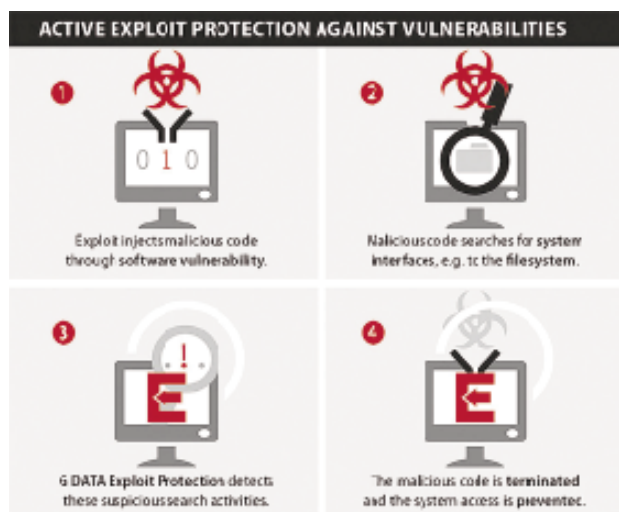 ACTIVE EXPLOIT PROTECTION AGAINST VULNERABILITIES
1
2
0 1 0
Exploit injects malicious code
through software vulnerability.
Malicious code searches for system
interfaces, e.g. to the filesystem.
3
4
!
G DATA Exploit Protection detects
these suspicious search activities.
The malicious code is terminated
and the system access is prevented.